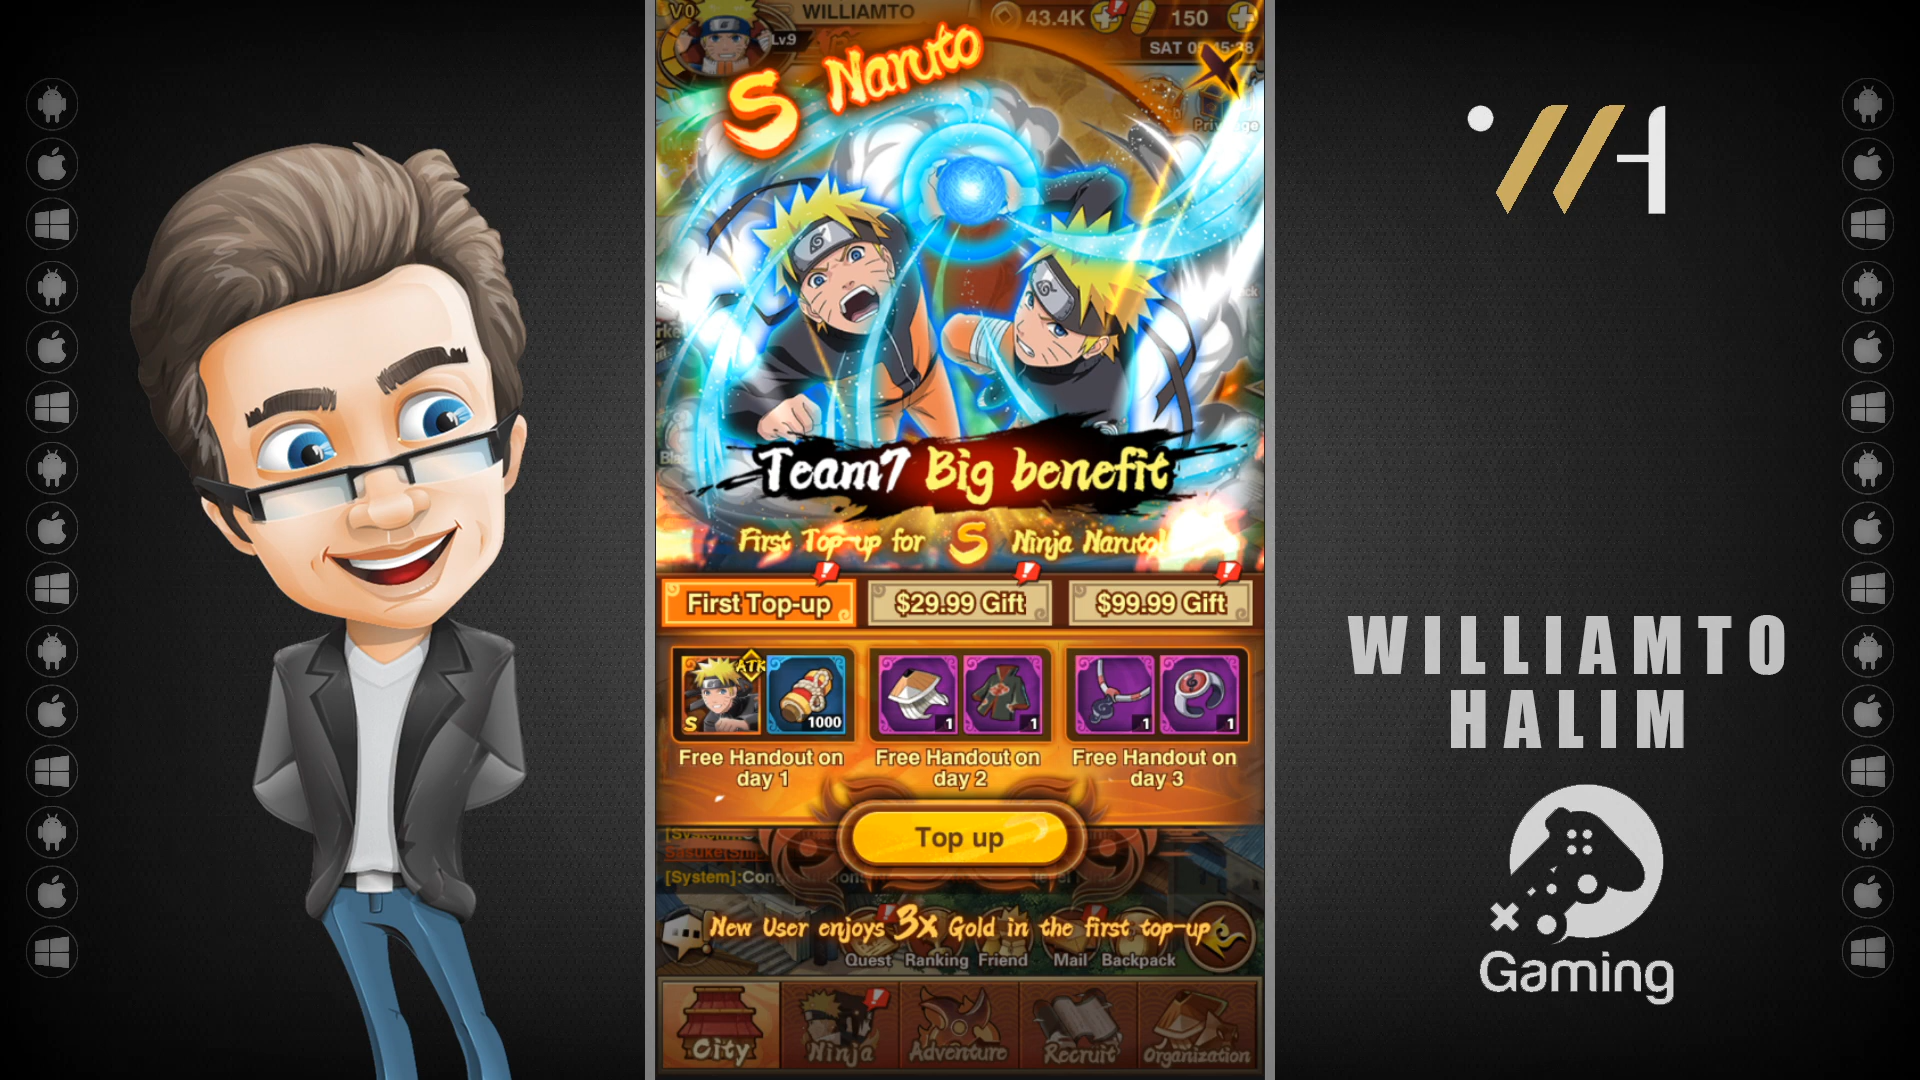 V0
WILLIAMTO
43.4K
150
Lv.9
S Naruto
Team7 Big benefit
First Top-up for S Ninja Naruto!
First Top-up
$29.99 Gift
$99.99 Gift
ATK
S
1000
1
1
1
1
Free Handout on
day 1
Free Handout on
day 2
Free Handout on
day 3
Top up
[System]:
New User enjoys 3x Gold in the first top-up
Quest
Ranking
Friend
Mail
Backpack
City
Ninja
Adventure
Recruit
Organization
WILLIAMTO
HALIM
Gaming